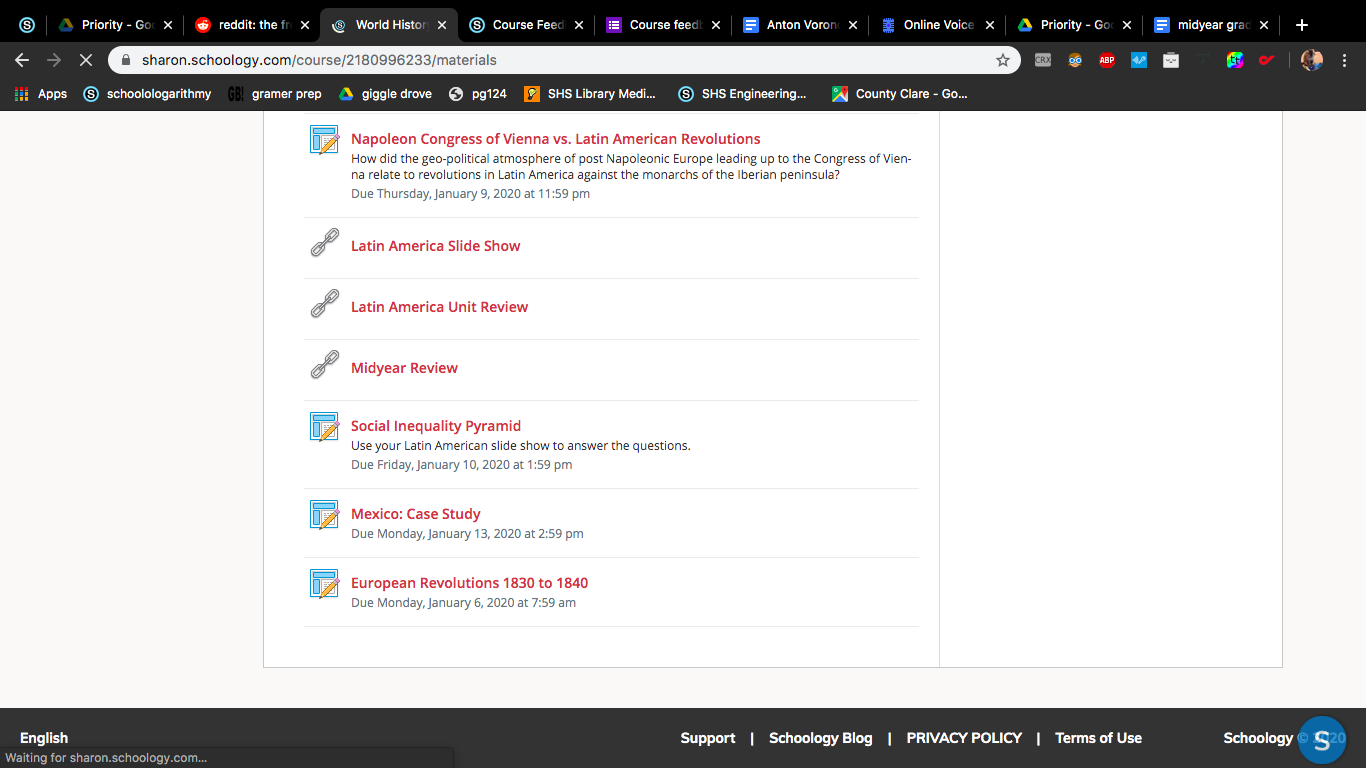 Priority - Goo
reddit: the fr
World Histor
Course Feed
Course feedb
Anton Voron
Online Voice
Priority - Goo
midyear grad
sharon.schoology.com/course/2180996233/materials
CRX
ABP
Apps
schoolologarithmy
GB!
gramer prep
giggle drove
pg124
SHS Library Medi...
SHS Engineering...
County Clare - Go...
Napoleon Congress of Vienna vs. Latin American Revolutions
How did the geo-political atmosphere of post Napoleonic Europe leading up to the Congress of Vien-
na relate to revolutions in Latin America against the monarchs of the Iberian peninsula?
Due Thursday, January 9, 2020 at 11:59 pm
Latin America Slide Show
Latin America Unit Review
Midyear Review
Social Inequality Pyramid
Use your Latin American slide show to answer the questions.
Due Friday, January 10, 2020 at 1:59 pm
Mexico: Case Study
Due Monday, January 13, 2020 at 2:59 pm
European Revolutions 1830 to 1840
Due Monday, January 6, 2020 at 7:59 am
English
Support | Schoology Blog | PRIVACY POLICY | Terms of Use
Schoology © 2020
S
Waiting for sharon.schoology.com...